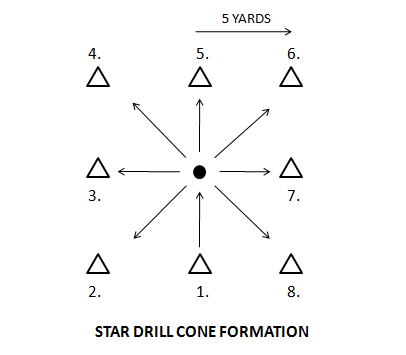 5 YARDS
4. 5. 6.
3. 7.
2. 1. 8.
STAR DRILL CONE FORMATION